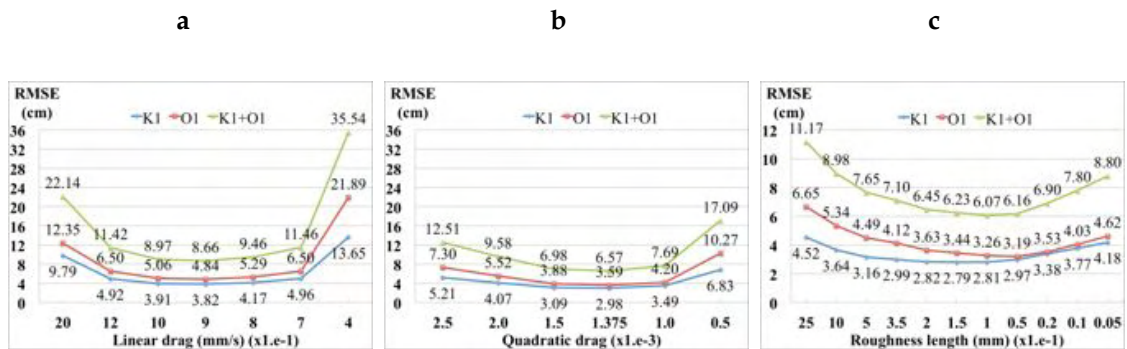 a
b
c
RMSE
(cm)
K1 O1 K1+O1
36
32
28
24
20
16
12
8
4
0
22.14 11.42 8.97 8.66 9.46 11.46 35.54
12.35 6.50 5.06 4.84 5.29 6.50 21.89
9.79 4.92 3.91 3.82 4.17 4.96 13.65
20 12 10 9 8 7 4
Linear drag (mm/s) (x1.e-1)
RMSE
(cm)
K1 O1 K1+O1
36
32
28
24
20
16
12
8
4
0
12.51 9.58 6.98 6.57 7.69 17.09
7.30 5.52 3.88 3.59 4.20 10.27
5.21 4.07 3.09 2.98 3.49 6.83
2.5 2.0 1.5 1.375 1.0 0.5
Quadratic drag (x1.e-3)
RMSE
(cm)
K1 O1 K1+O1
12
10
8
6
4
2
0
11.17 8.98 7.65 7.10 6.45 6.23 6.07 6.16 6.90 7.80 8.80
6.65 5.34 4.49 4.12 3.63 3.44 3.26 3.19 3.53 4.03 4.62
4.52 3.64 3.16 2.99 2.82 2.79 2.81 2.97 3.38 3.77 4.18
25 10 5 3.5 2 1.5 1 0.5 0.2 0.1 0.05
Roughness length (mm) (x1.e-1)